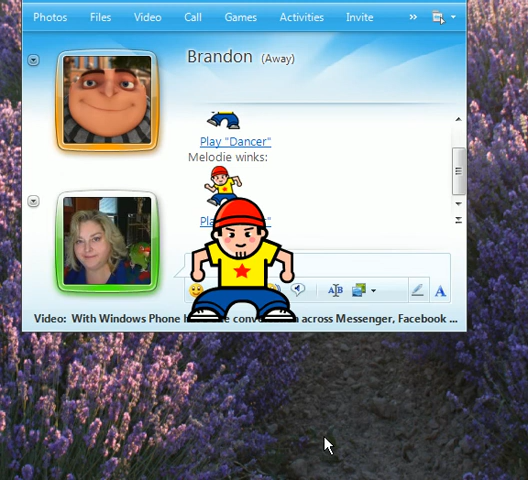 Photos Files Video Call Games Activities Invite »
Brandon (Away)
Play "Dancer"
Melodie winks:
Video: With Windows Phone across Messenger, Facebook ...